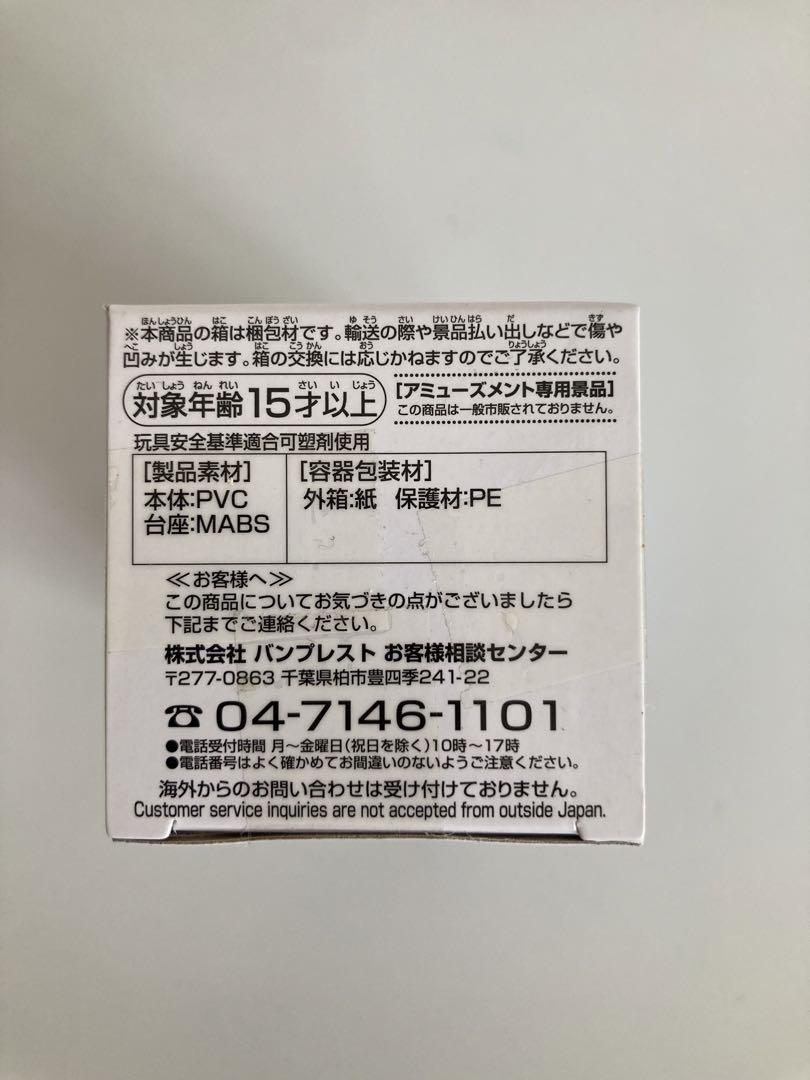 ※本商品の箱は梱包材です。輸送の際や景品払い出しなどで傷や
凹みが生じます。箱の交換には応じかねますのでご了承ください。
対象年齢15才以上
[アミューズメント専用景品]
この商品は一般市販されておりません。
玩具安全基準適合可塑剤使用
[製品素材]
本体:PVC
台座:MABS
[容器包装材]
外箱:紙 保護材:PE
≪お客様へ≫
この商品についてお気づきの点がございましたら
下記までご連絡ください。
株式会社 バンプレスト お客様相談センター
〒277-0863 千葉県柏市豊四季241-22
☎ 04-7146-1101
●電話受付時間 月～金曜日(祝日を除く)10時～17時
●電話番号はよく確かめてお間違いのないようご注意ください。
海外からのお問い合わせは受け付けておりません。
Customer service inquiries are not accepted from outside Japan.